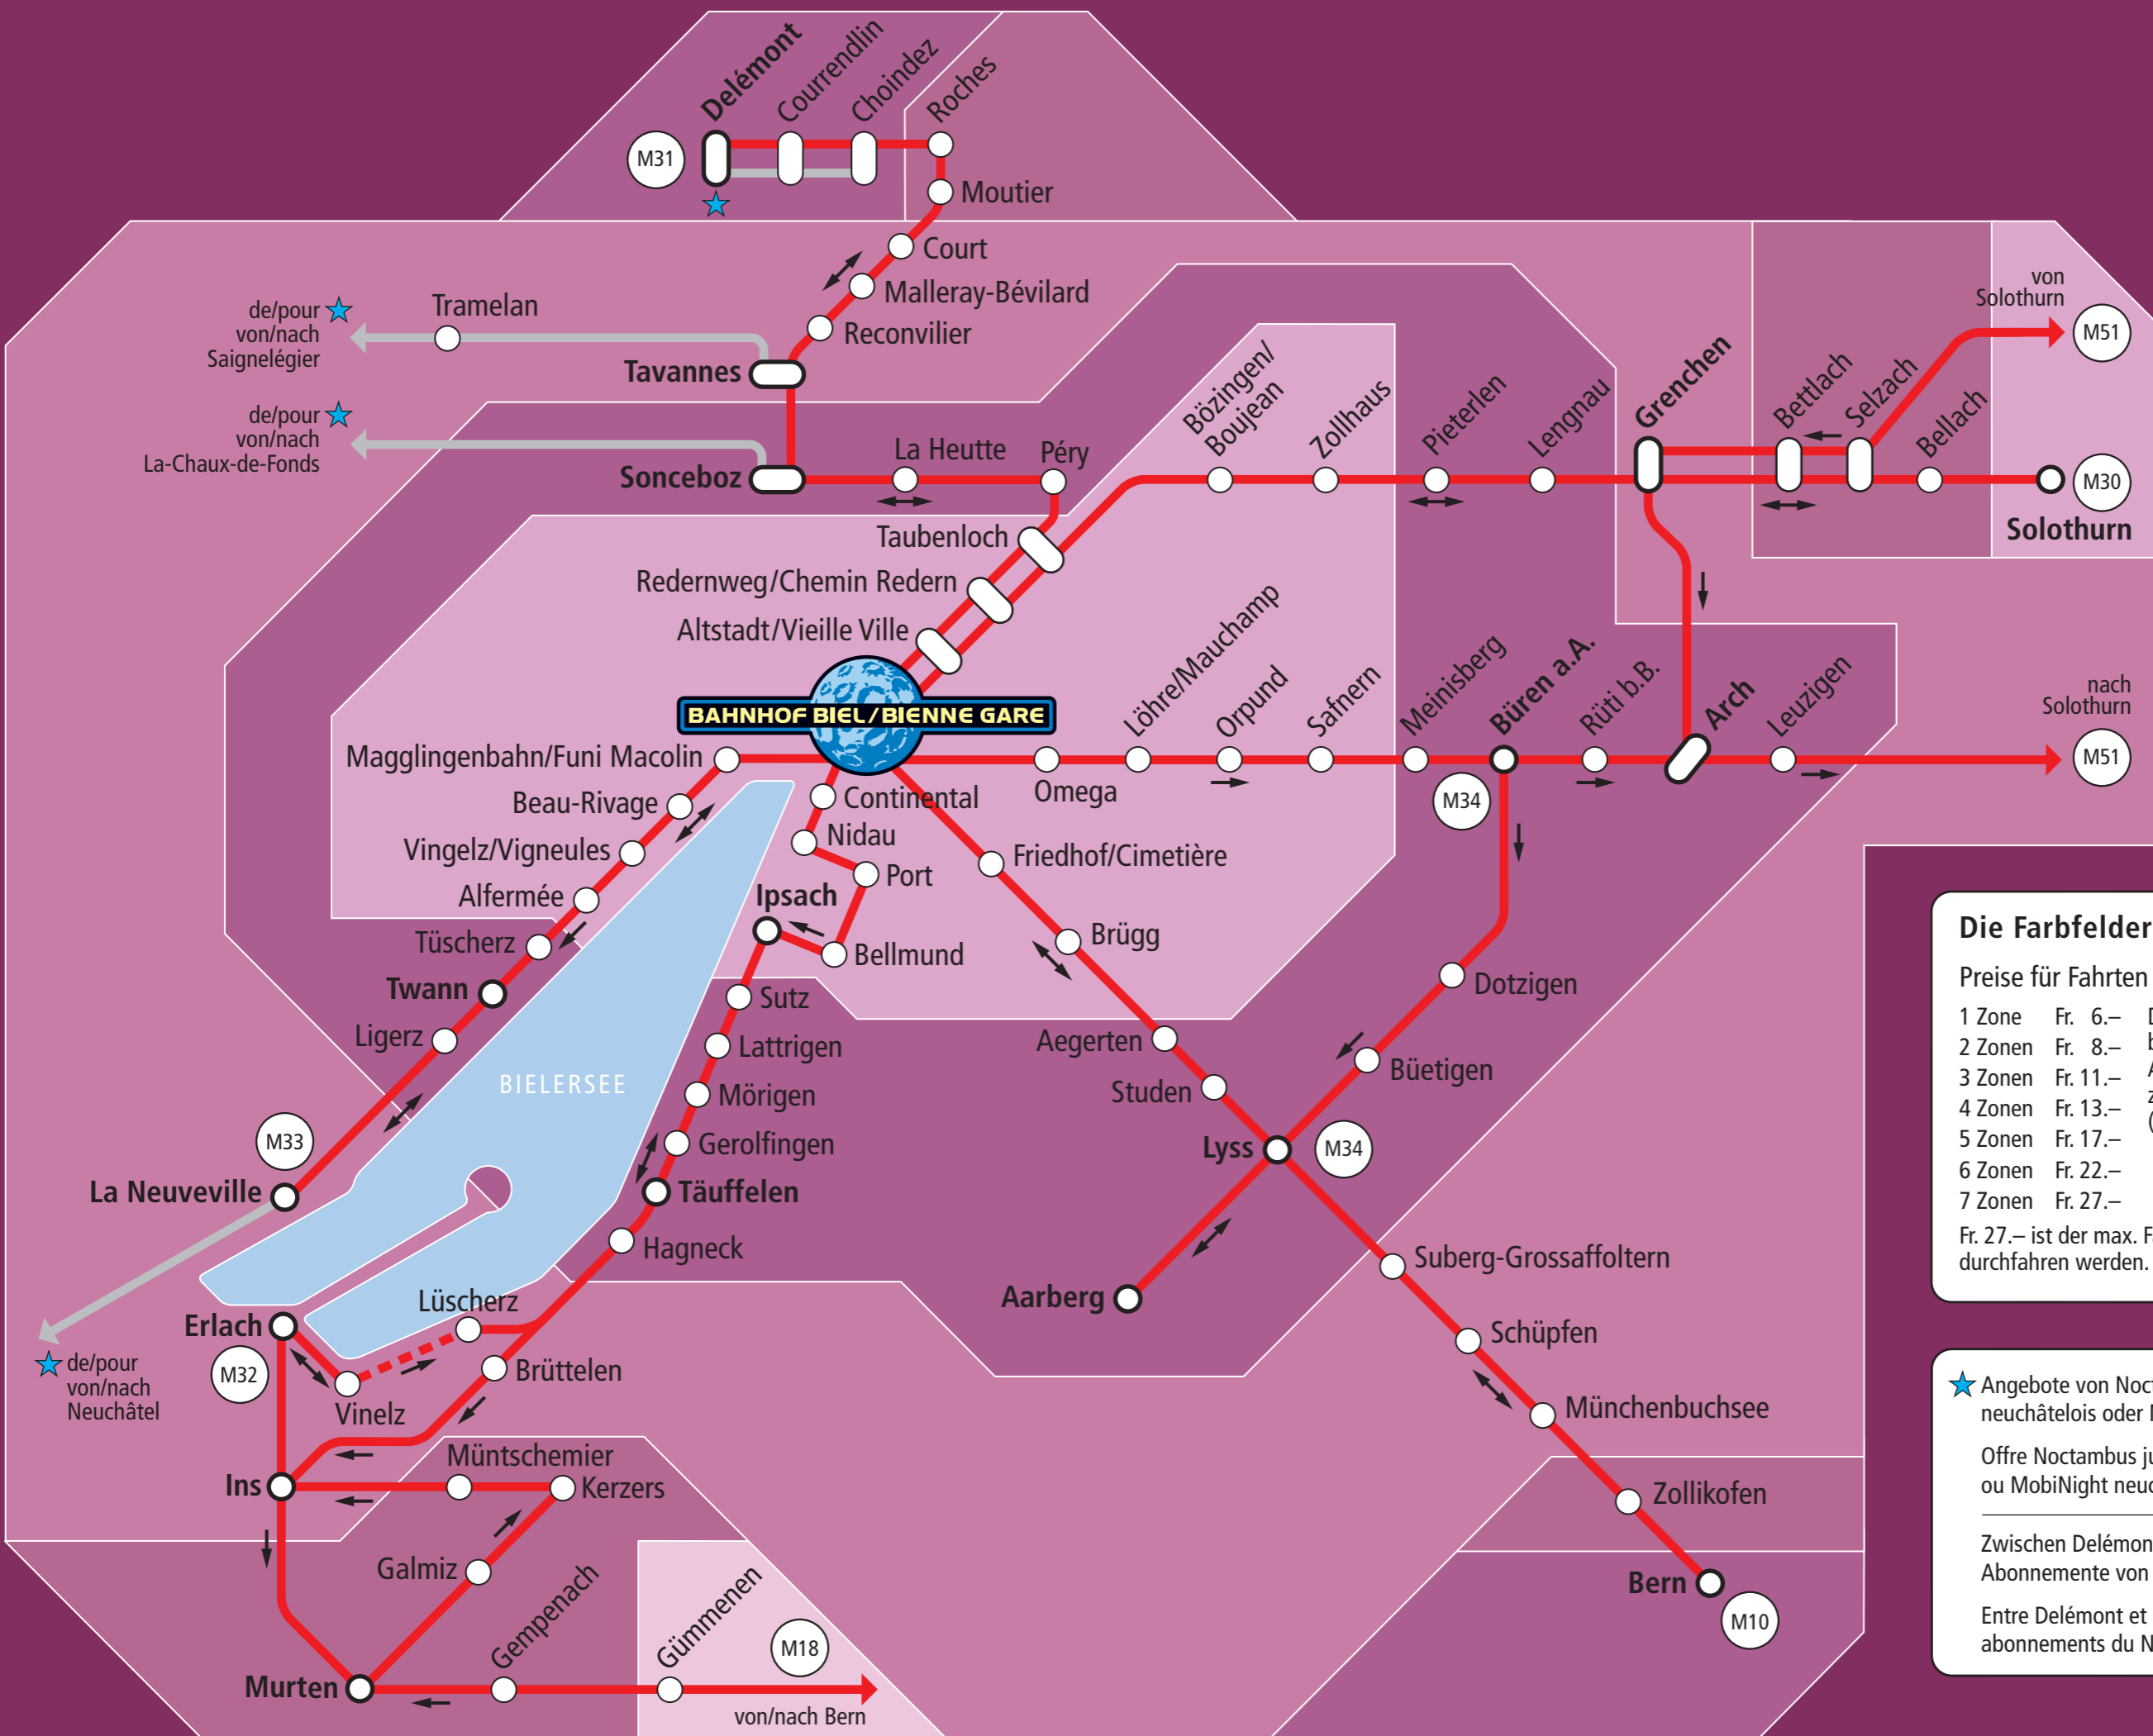 Delémont
Courrendlin
Choindez
Roches
M31
Moutier
Court
Malleray-Bévilard
Reconvilier
de/pour
von/nach
Saignelégier
Tramelan
Tavannes
de/pour
von/nach
La-Chaux-de-Fonds
Sonceboz
La Heutte
Péry
Bözingen/
Boujean
Zollhaus
Pieterlen
Lengnau
Grenchen
Bettlach
Selzach
Bellach
von
Solothurn
M51
M30
Solothurn
Taubenloch
Redernweg/Chemin Redern
Altstadt/Vieille Ville
BAHNHOF BIEL/BIENNE GARE
Magglingenbahn/Funi Macolin
Beau-Rivage
Vingelz/Vigneules
Alfermée
Tüscherz
Twann
Ligerz
M33
La Neuveville
de/pour
von/nach
Neuchâtel
BIELERSEE
Continental
Nidau
Port
Ipsach
Bellmund
Sutz
Lattrigen
Mörigen
Gerolfingen
Täuffelen
Hagneck
Lüscherz
Erlach
M32
Vinelz
Brüttelen
Ins
Müntschemier
Kerzers
Galmiz
Gempenach
Gümmenen
Murten
M18
von/nach Bern
Omega
Löhre/Mauchamp
Orpund
Safnern
Meinisberg
Büren a.A.
M34
Rüti b.B.
Arch
Leuzigen
nach
Solothurn
M51
Friedhof/Cimetière
Brügg
Aegerten
Studen
Dotzigen
Büetigen
Lyss
M34
Aarberg
Suberg-Grossaffoltern
Schüpfen
Münchenbuchsee
Zollikofen
Bern
M10
Die Farbfelder
Preise für Fahrten
1 Zone Fr. 6.–
2 Zonen Fr. 8.–
3 Zonen Fr. 11.–
4 Zonen Fr. 13.–
5 Zonen Fr. 17.–
6 Zonen Fr. 22.–
7 Zonen Fr. 27.–
Fr. 27.– ist der max.
durchfahren werden.
Angebote von
neuchâtelois oder
Offre Noctambus
ou MobiNight
Zwischen
Abonnemente von
Entre Delémont et
abonnements du